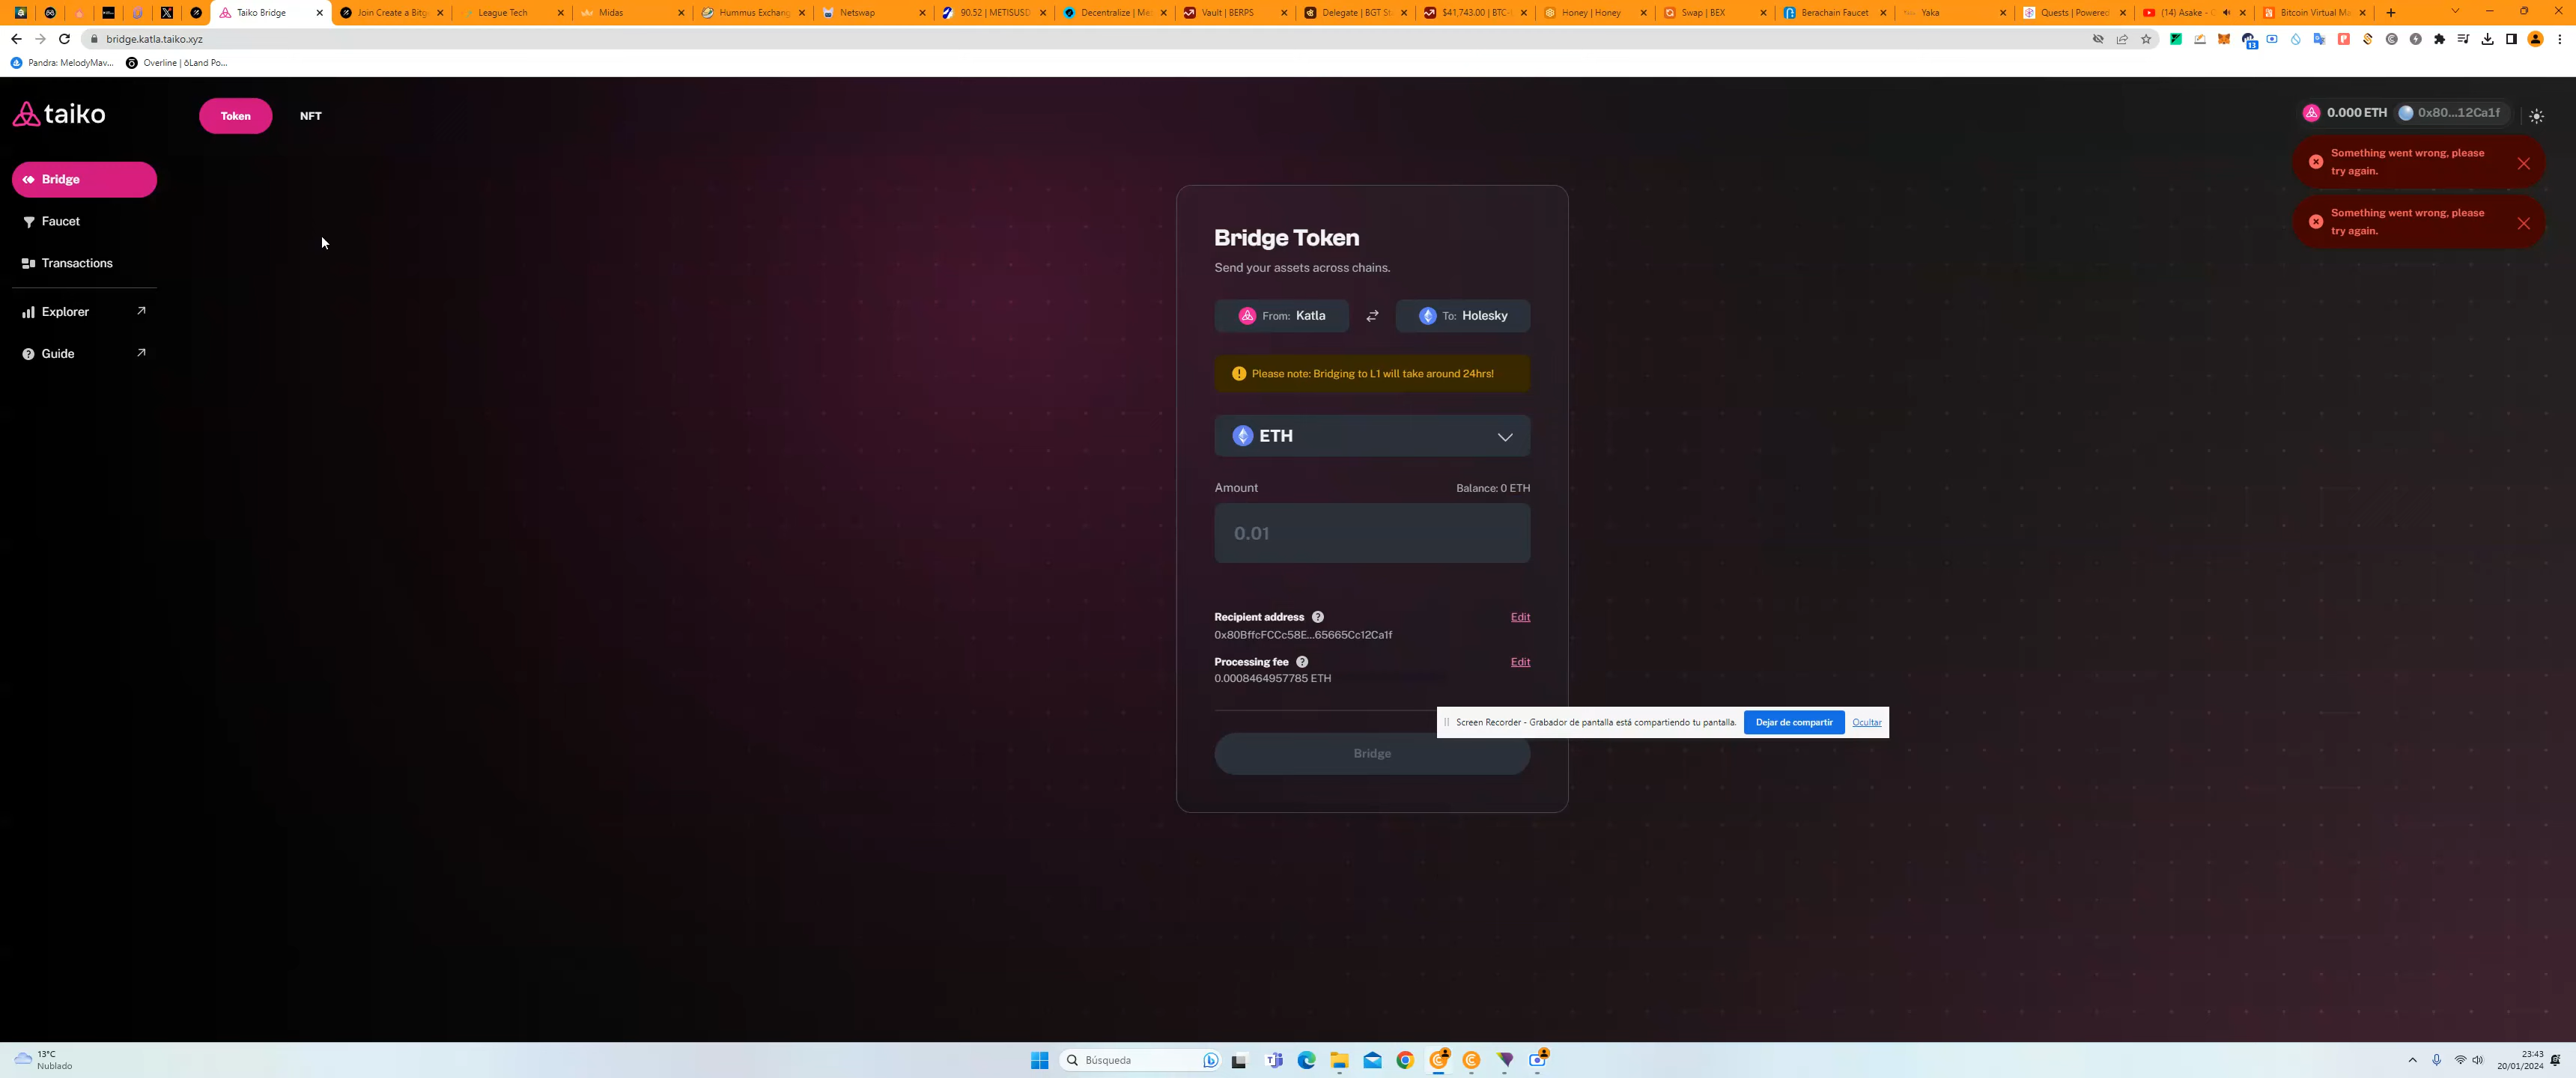 Taiko Bridge
Join Create a Bitg
League Tech
Midas
Hummus Exchang
Netswap
90.52 | METISUSD
Decentralize | Met
Vault | BERPS
Delegate | BGT St
$41,743.00 | BTC-
Honey | Honey
Swap | BEX
Berachain Faucet
Yaka
Quests | Powered
(14) Asake -
Bitcoin Virtual Ma
bridge.katla.taiko.xyz
13
Pandra: MelodyMav...
Overline | ōLand Po...
taiko
Token
NFT
0.000 ETH
0x80...12Ca1f
Something went wrong, please
try again.
Something went wrong, please
try again.
Bridge
Faucet
Transactions
Explorer
Guide
Bridge Token
Send your assets across chains.
From: Katla
To: Holesky
Please note: Bridging to L1 will take around 24hrs!
ETH
Amount
Balance: 0 ETH
0.01
Recipient address
Edit
0x80BffcFCCc58E...65665Cc12Ca1f
Processing fee
Edit
0.0008464957785 ETH
Screen Recorder - Grabador de pantalla está compartiendo tu pantalla.
Dejar de compartir
Ocultar
Bridge
13°C
Nublado
Búsqueda
23:43
20/01/2024